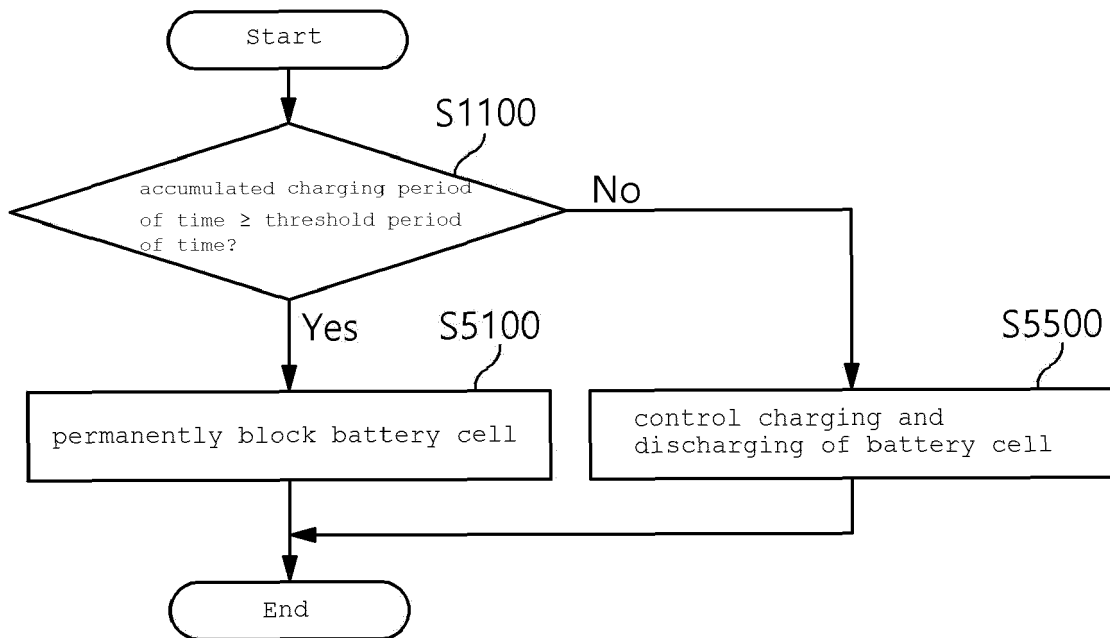 Start
S1100
accumulated charging period
of time ≥ threshold period
of time?
No
Yes
S5100
S5500
permanently block battery cell
control charging and
discharging of battery cell
End